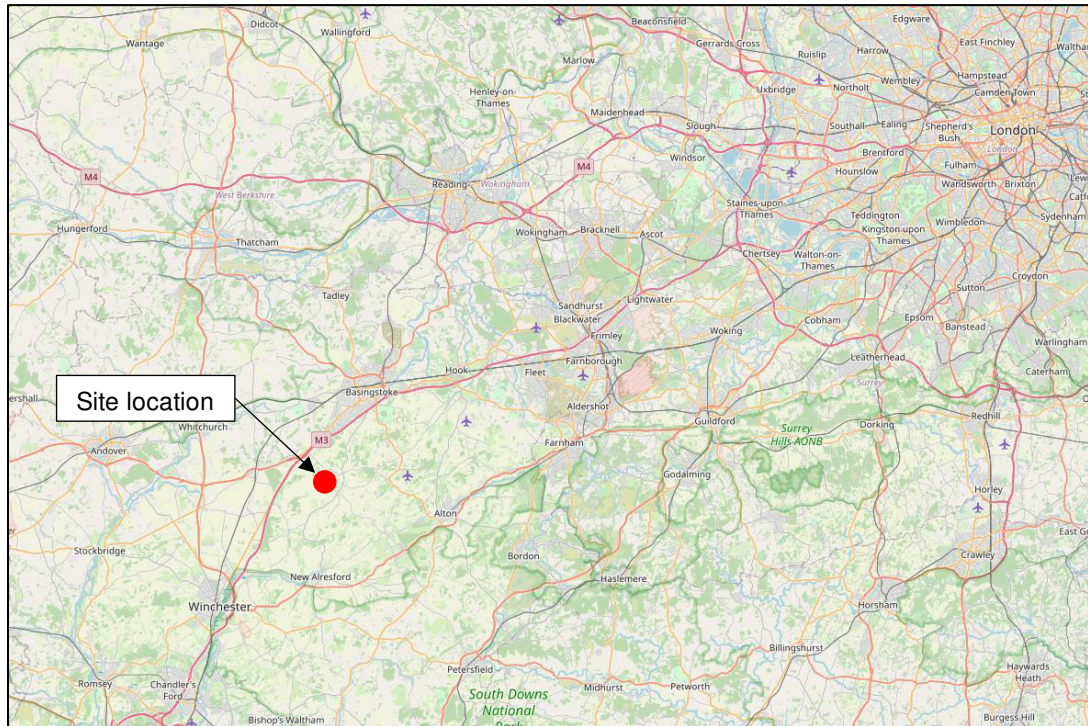 Didcot
Wallingford
Wantage
Beaconsfield
Gerrards Cross
Edgware
Ruislip
Harrow
East Finchley
Marlow
Wembley
Hampstead
Henley-on-
Thames
Uxbridge
Northolt
Camden Town
Maidenhead
Slough
Southall
Ealing
Shepherd's
Bush
London
London
M4
Windsor
Brentford
Fulham
M4
Reading
Wokingham
Hounslow
Wandsworth
Brixton
West Berkshire
Staines-upon
Thames
Teddington
Wimbledon
Sydenham
Hungerford
Wokingham
Bracknell
Ascot
Kingston-upon
Thames
Thatcham
Chertsey
Walton-on-
Thames
Croydon
Tadley
Sutton
Sandhurst
Lightwater
Blackwater
Cobham
Epsom
Banstead
Frimley
Woking
Warlingham
Farnborough
Leatherhead
Hook
Fleet
Surrey
Caterham
Site location
Basingstoke
Aldershot
Whitchurch
Guildford
Dorking
Redhill
Andover
M3
Farnham
Surrey
Hills AONB
Godalming
Horley
Alton
Stockbridge
Bordon
East G
Crawley
New Alresford
Haslemere
Winchester
Horsham
Billingshurst
Petersfield
Haywards
Heath
Romsey
Chandler's
Ford
Midhurst
Petworth
South Downs
National
Park
Bishop's Waltham
Burgess Hill